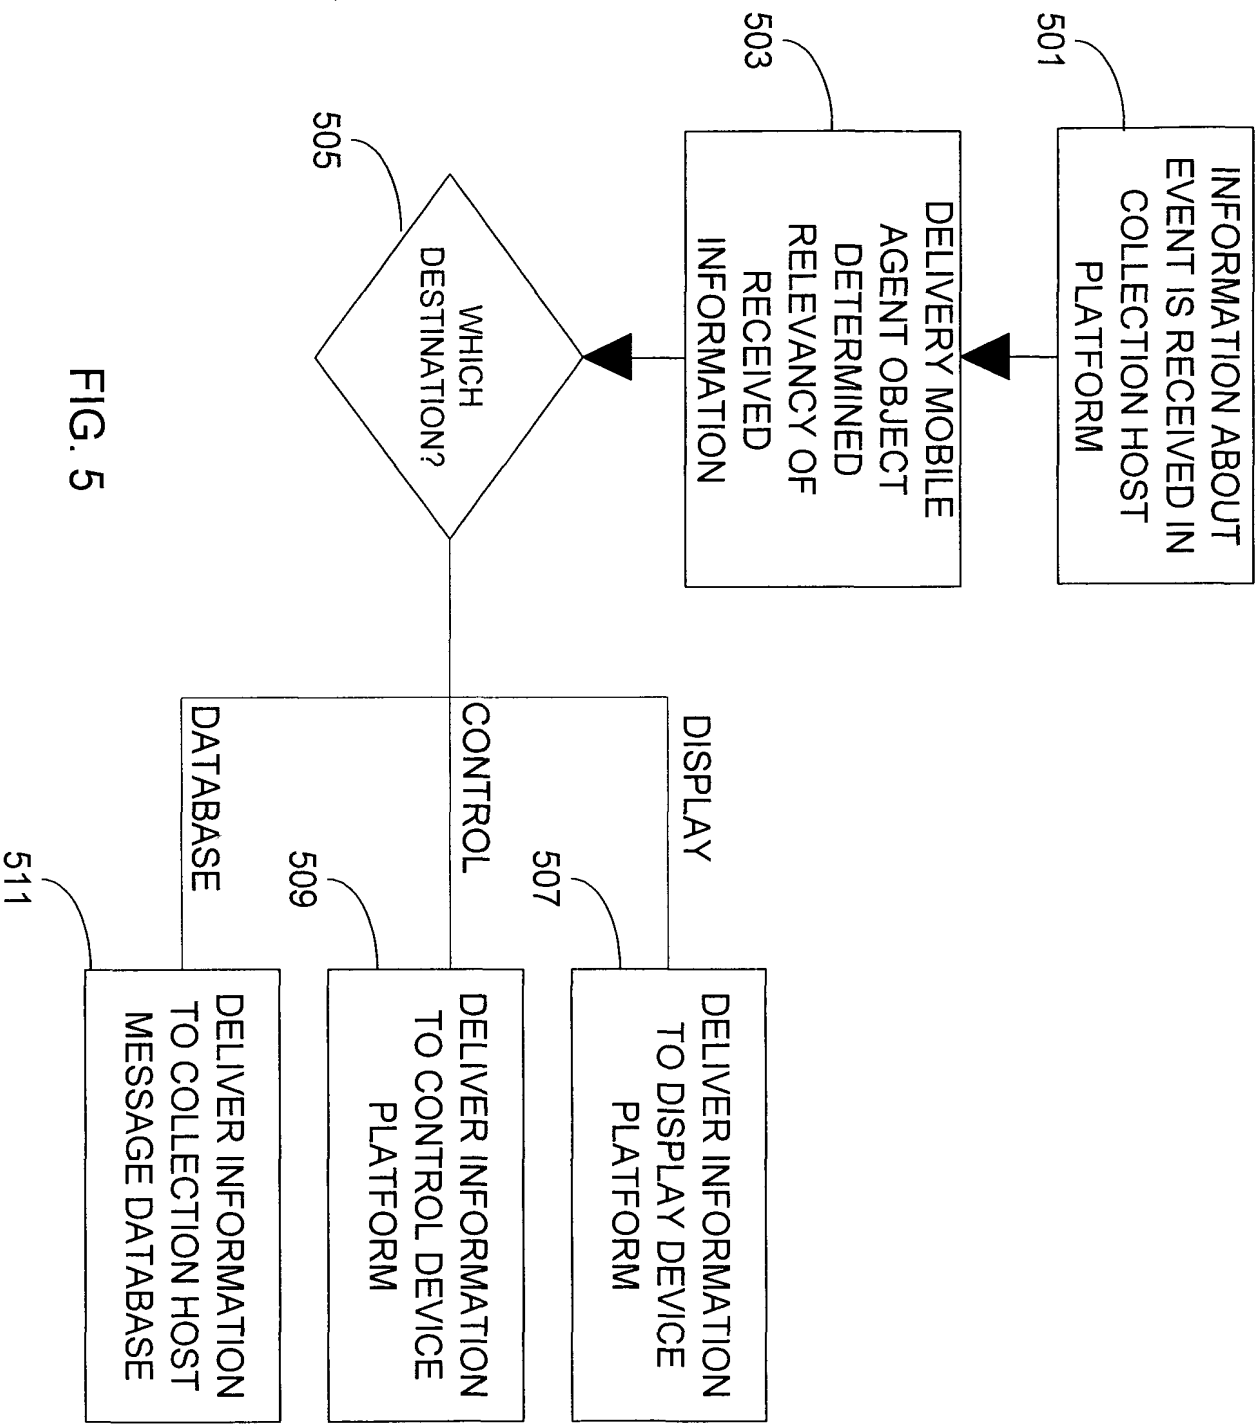 501
INFORMATION ABOUT
EVENT IS RECEIVED IN
COLLECTION HOST
PLATFORM
503
DELIVERY MOBILE
AGENT OBJECT
DETERMINED
RELEVANCY OF
RECEIVED
INFORMATION
505
WHICH
DESTINATION?
DISPLAY
507
DELIVER INFORMATION
TO DISPLAY DEVICE
PLATFORM
CONTROL
509
DELIVER INFORMATION
TO CONTROL DEVICE
PLATFORM
DATABASE
511
DELIVER INFORMATION
TO COLLECTION HOST
MESSAGE DATABASE
FIG. 5